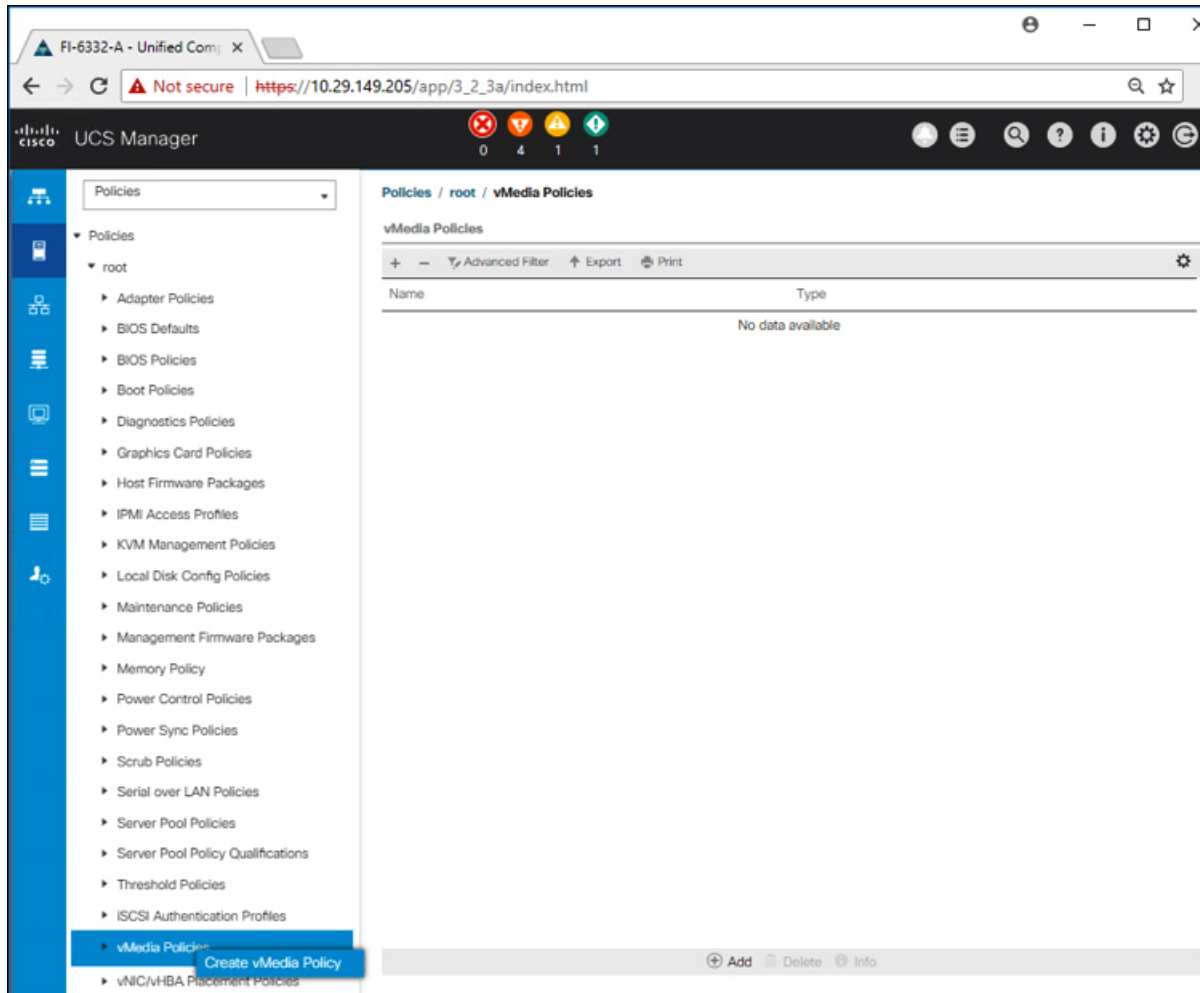 FI-6332-A - Unified Com
Not secure | https://10.29.149.205/app/3_2_3a/index.html
cisco UCS Manager
0 4 1 1
Policies
Policies
root
Adapter Policies
BIOS Defaults
BIOS Policies
Boot Policies
Diagnostics Policies
Graphics Card Policies
Host Firmware Packages
IPMI Access Profiles
KVM Management Policies
Local Disk Config Policies
Maintenance Policies
Management Firmware Packages
Memory Policy
Power Control Policies
Power Sync Policies
Scrub Policies
Serial over LAN Policies
Server Pool Policies
Server Pool Policy Qualifications
Threshold Policies
iSCSI Authentication Profiles
vMedia Policies
Create vMedia Policy
vNIC/vHBA Placement Policies
Policies / root / vMedia Policies
vMedia Policies
+ − Advanced Filter Export Print
Name Type
No data available
Add Delete Info